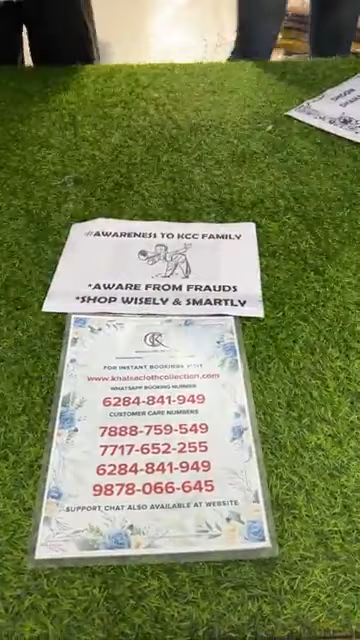 #AWARENESS TO KCC FAMILY
*AWARE FROM FRAUDS
*SHOP WISELY & SMARTLY
FOR INSTANT BOOKINGS VISIT
www.khalsaclothcollection.com
WHATSAPP BOOKING NUMBER
6284-841-949
CUSTOMER CARE NUMBERS
7888-759-549
7717-652-255
6284-841-949
9878-066-645
SUPPORT CHAT ALSO AVAILABLE AT WEBSITE